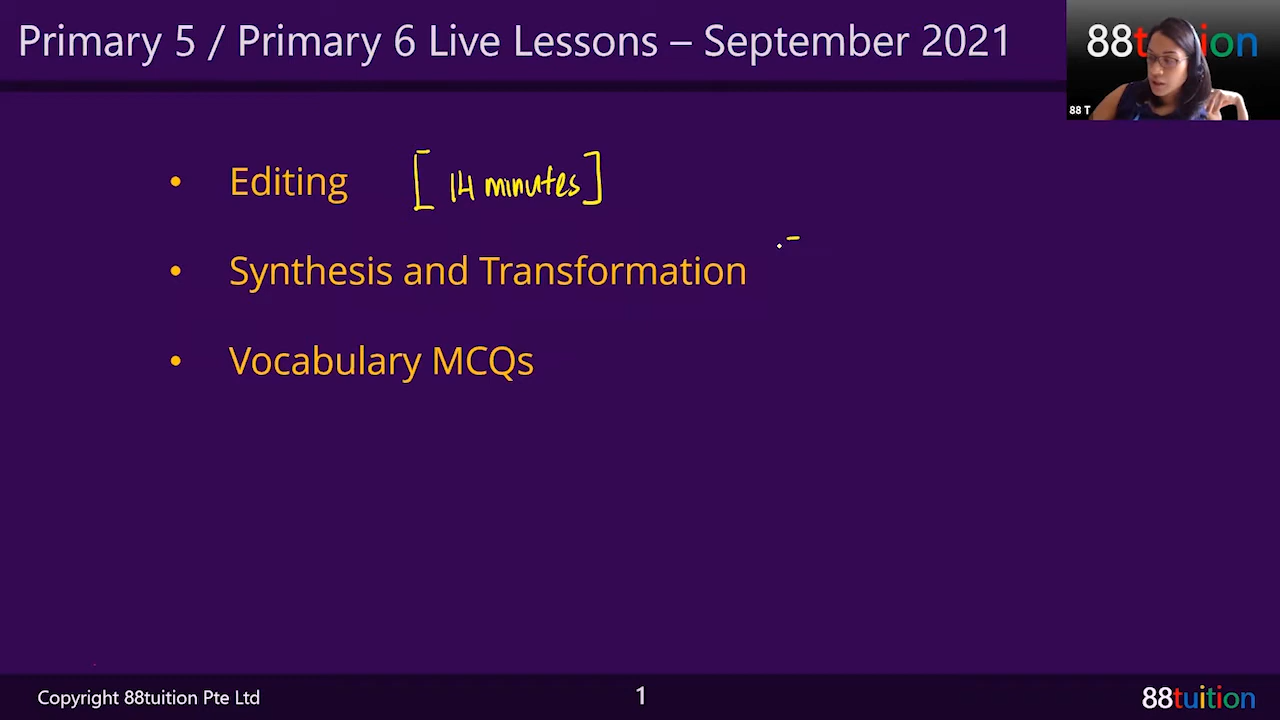 Primary 5 / Primary 6 Live Lessons – September 2021
88tuition
88 T
• Editing [14 minutes]
• Synthesis and Transformation
• Vocabulary MCQs
Copyright 88tuition Pte Ltd
1
88tuition